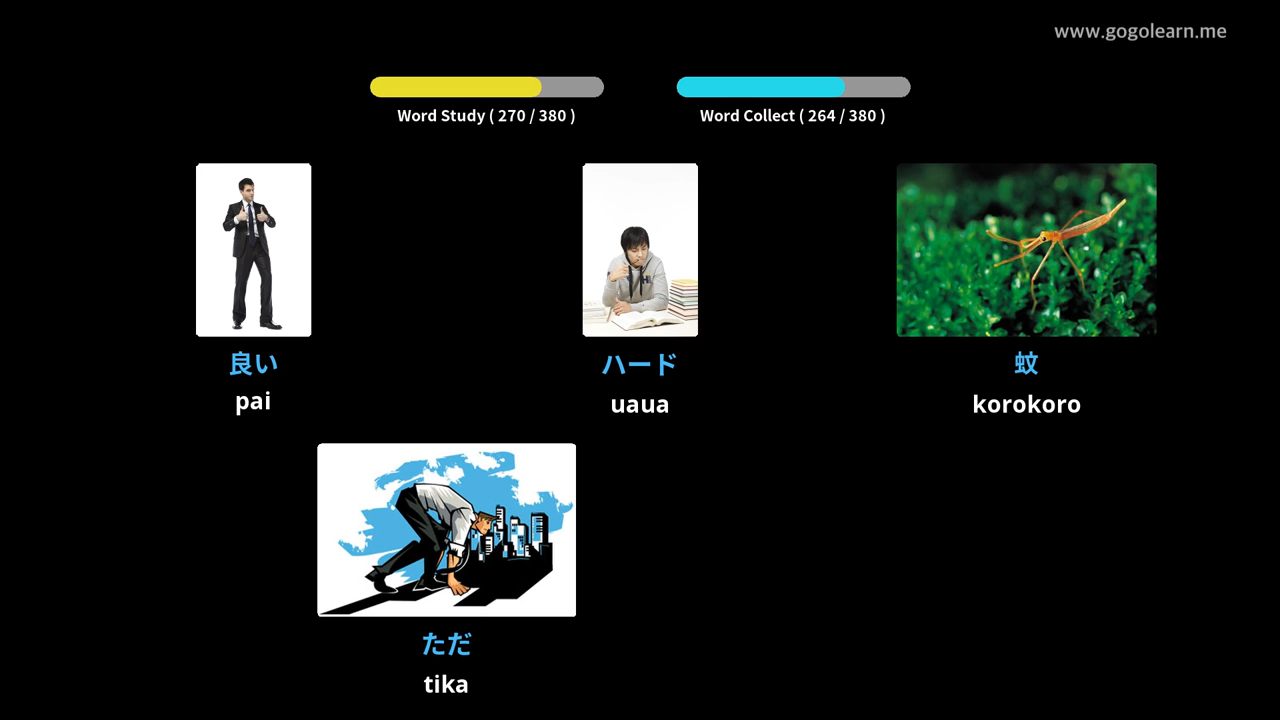 www.gogolearn.me
Word Study ( 270 / 380 )
Word Collect ( 264 / 380 )
良い
pai
ハード
uaua
蚊
korokoro
ただ
tika